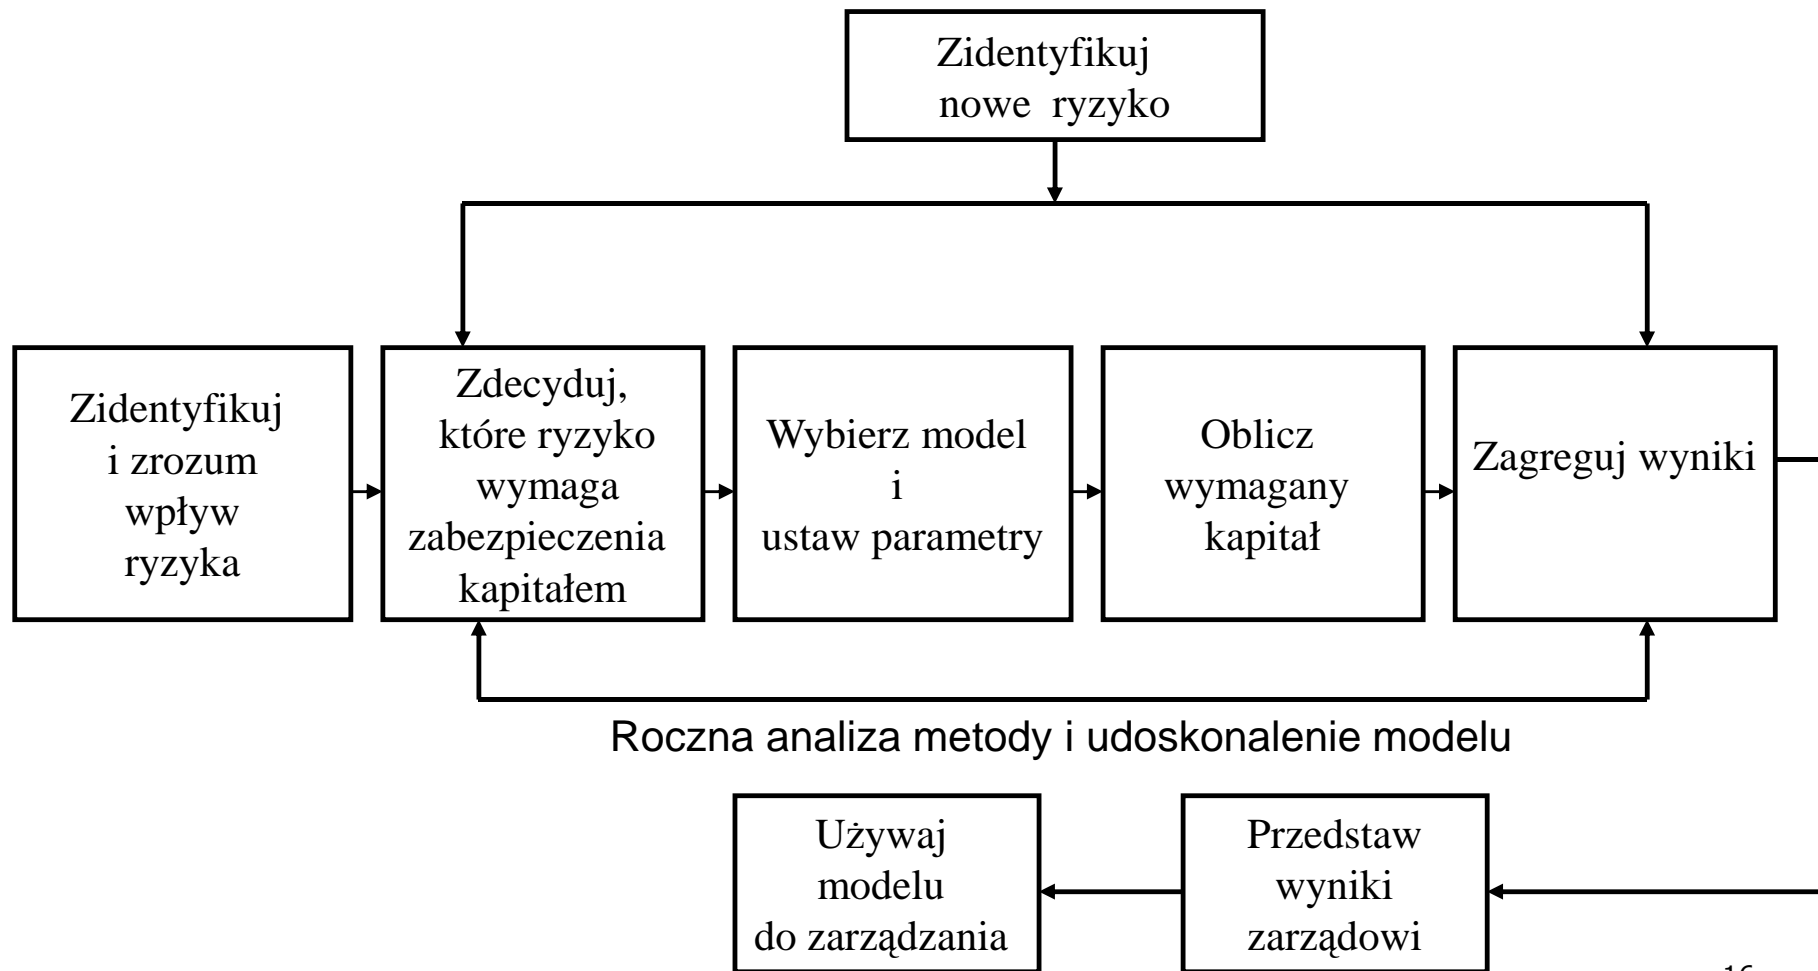 Zidentyfikuj
nowe ryzyko
Zidentyfikuj
i zrozum
wpływ
ryzyka
Zdecyduj,
które ryzyko
wymaga
zabezpieczenia
kapitałem
Wybierz model
i
ustaw parametry
Oblicz
wymagany
kapitał
Zagreguj wyniki
Roczna analiza metody i udoskonalenie modelu
Używaj
modelu
do zarządzania
Przedstaw
wyniki
zarządowi